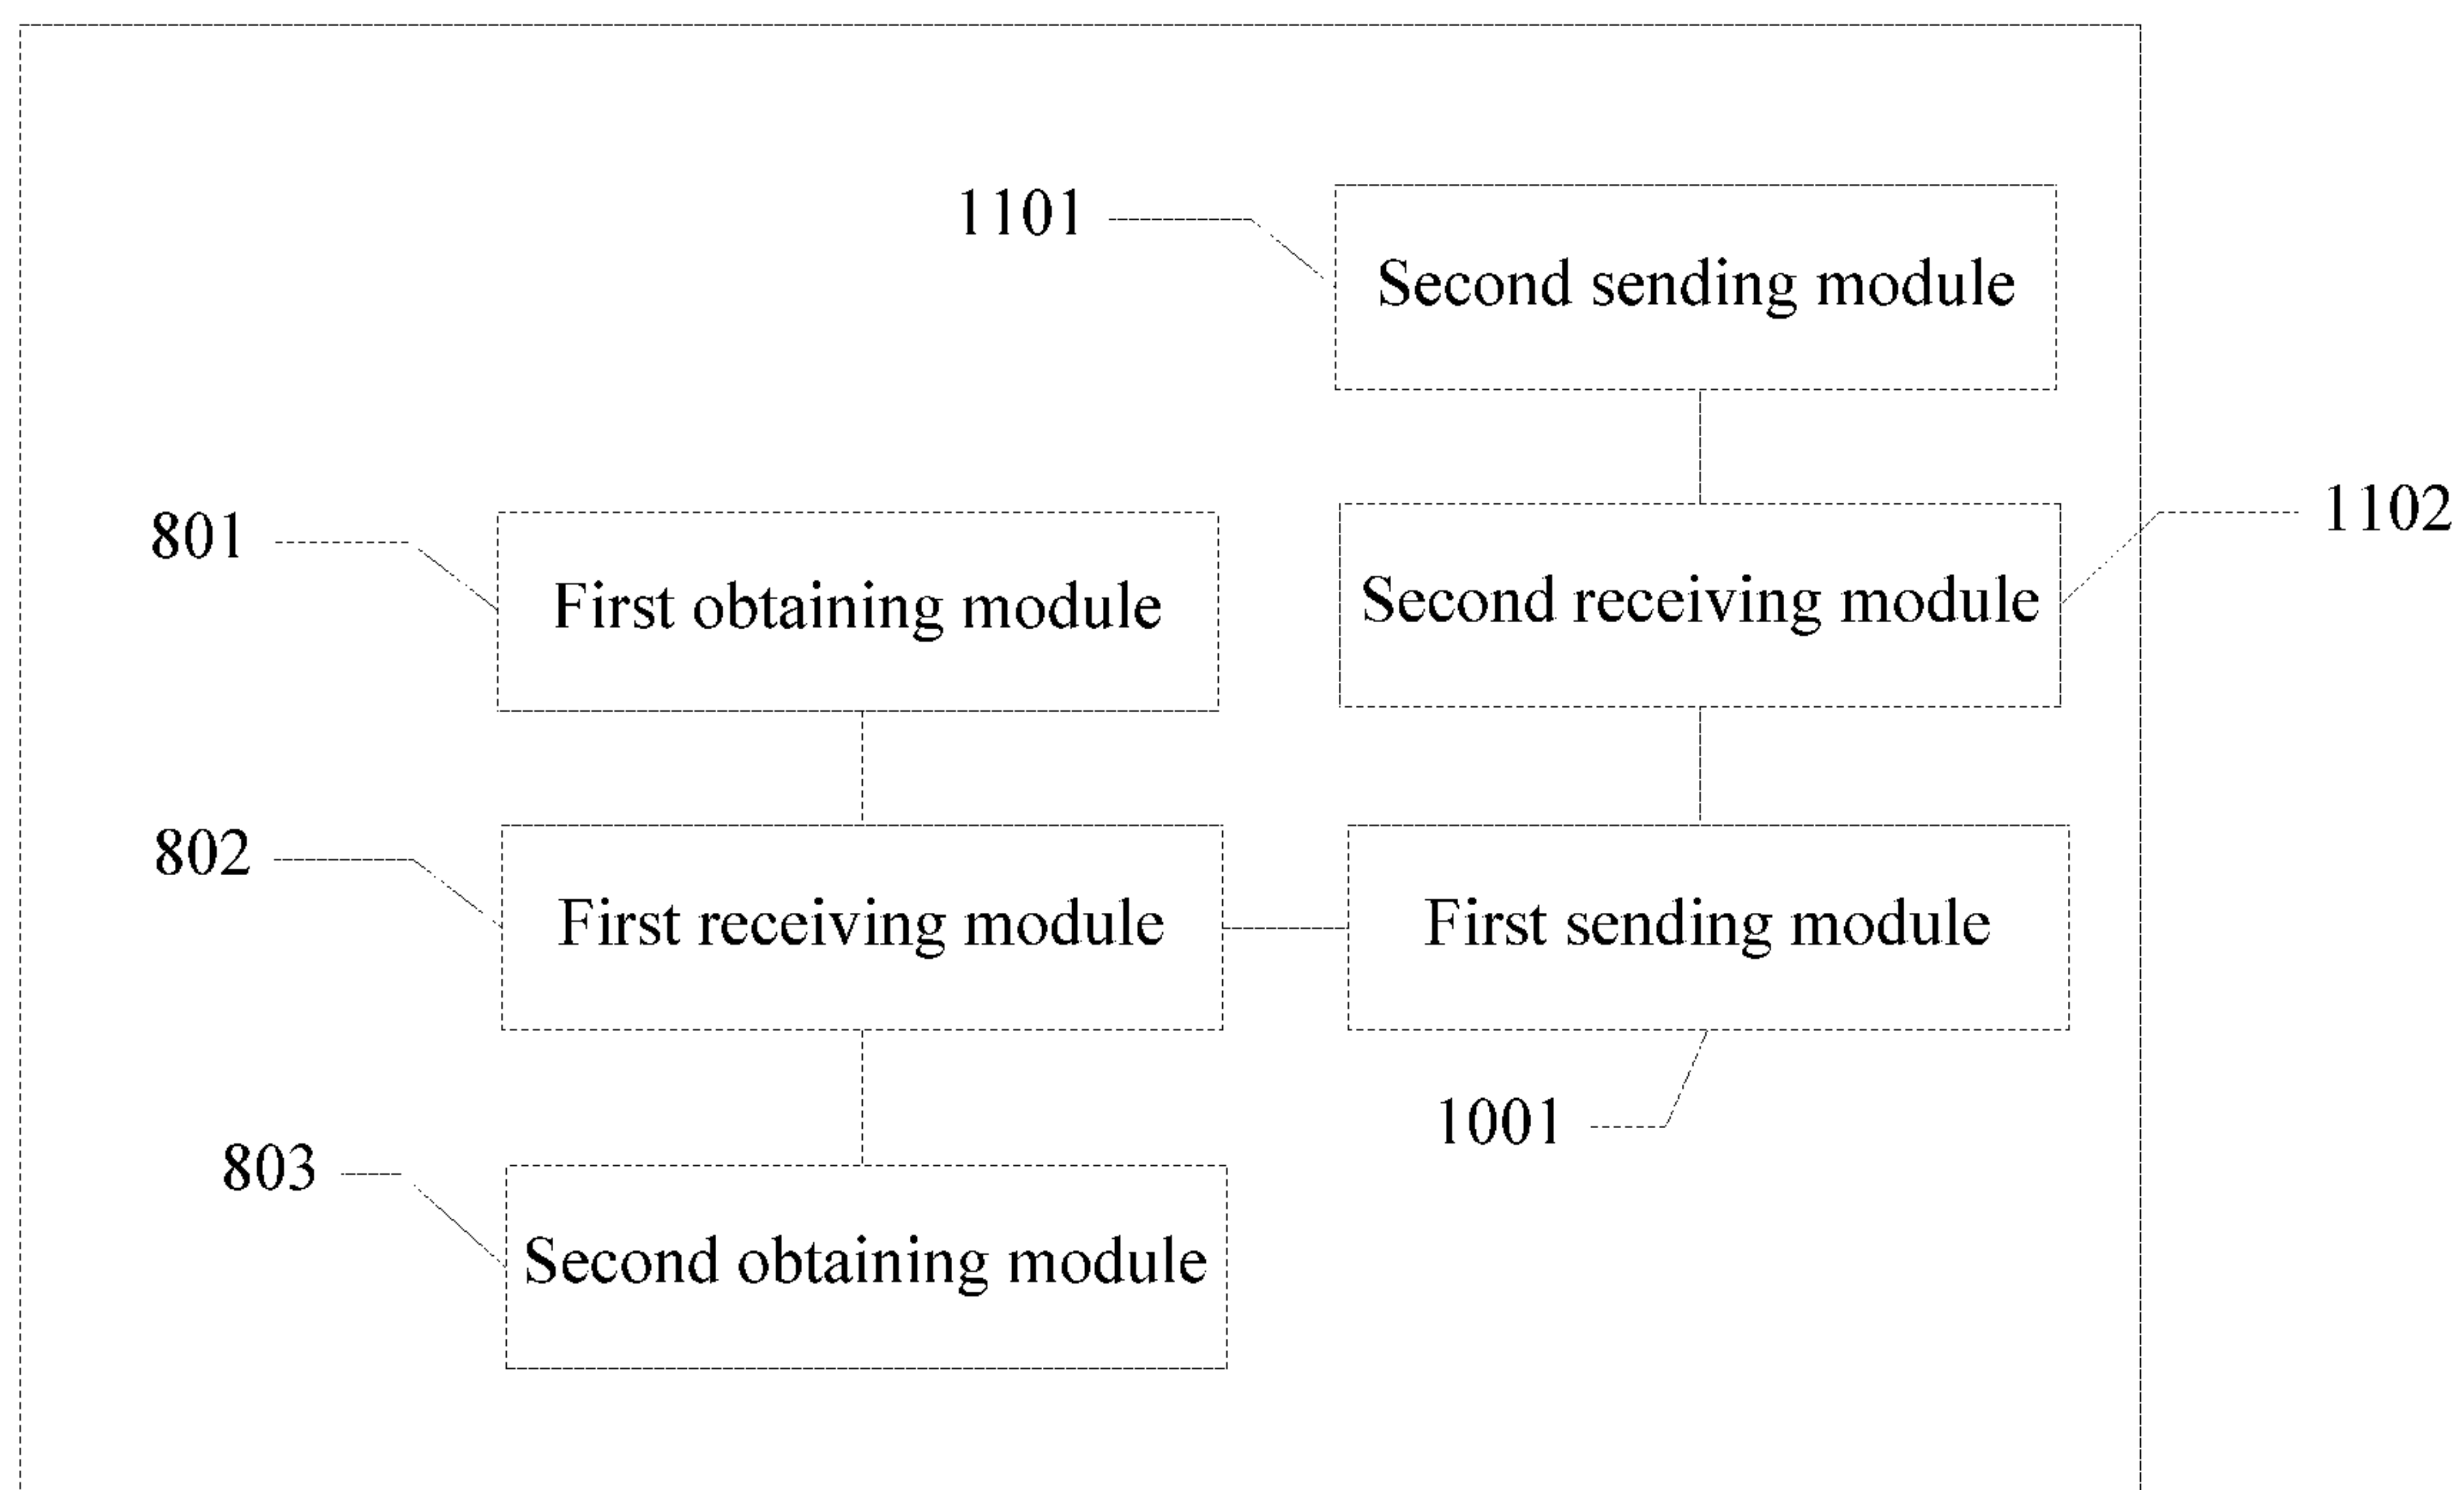 1101
Second sending module
801
First obtaining module
Second receiving module
1102
802
First receiving module
First sending module
1001
803
Second obtaining module